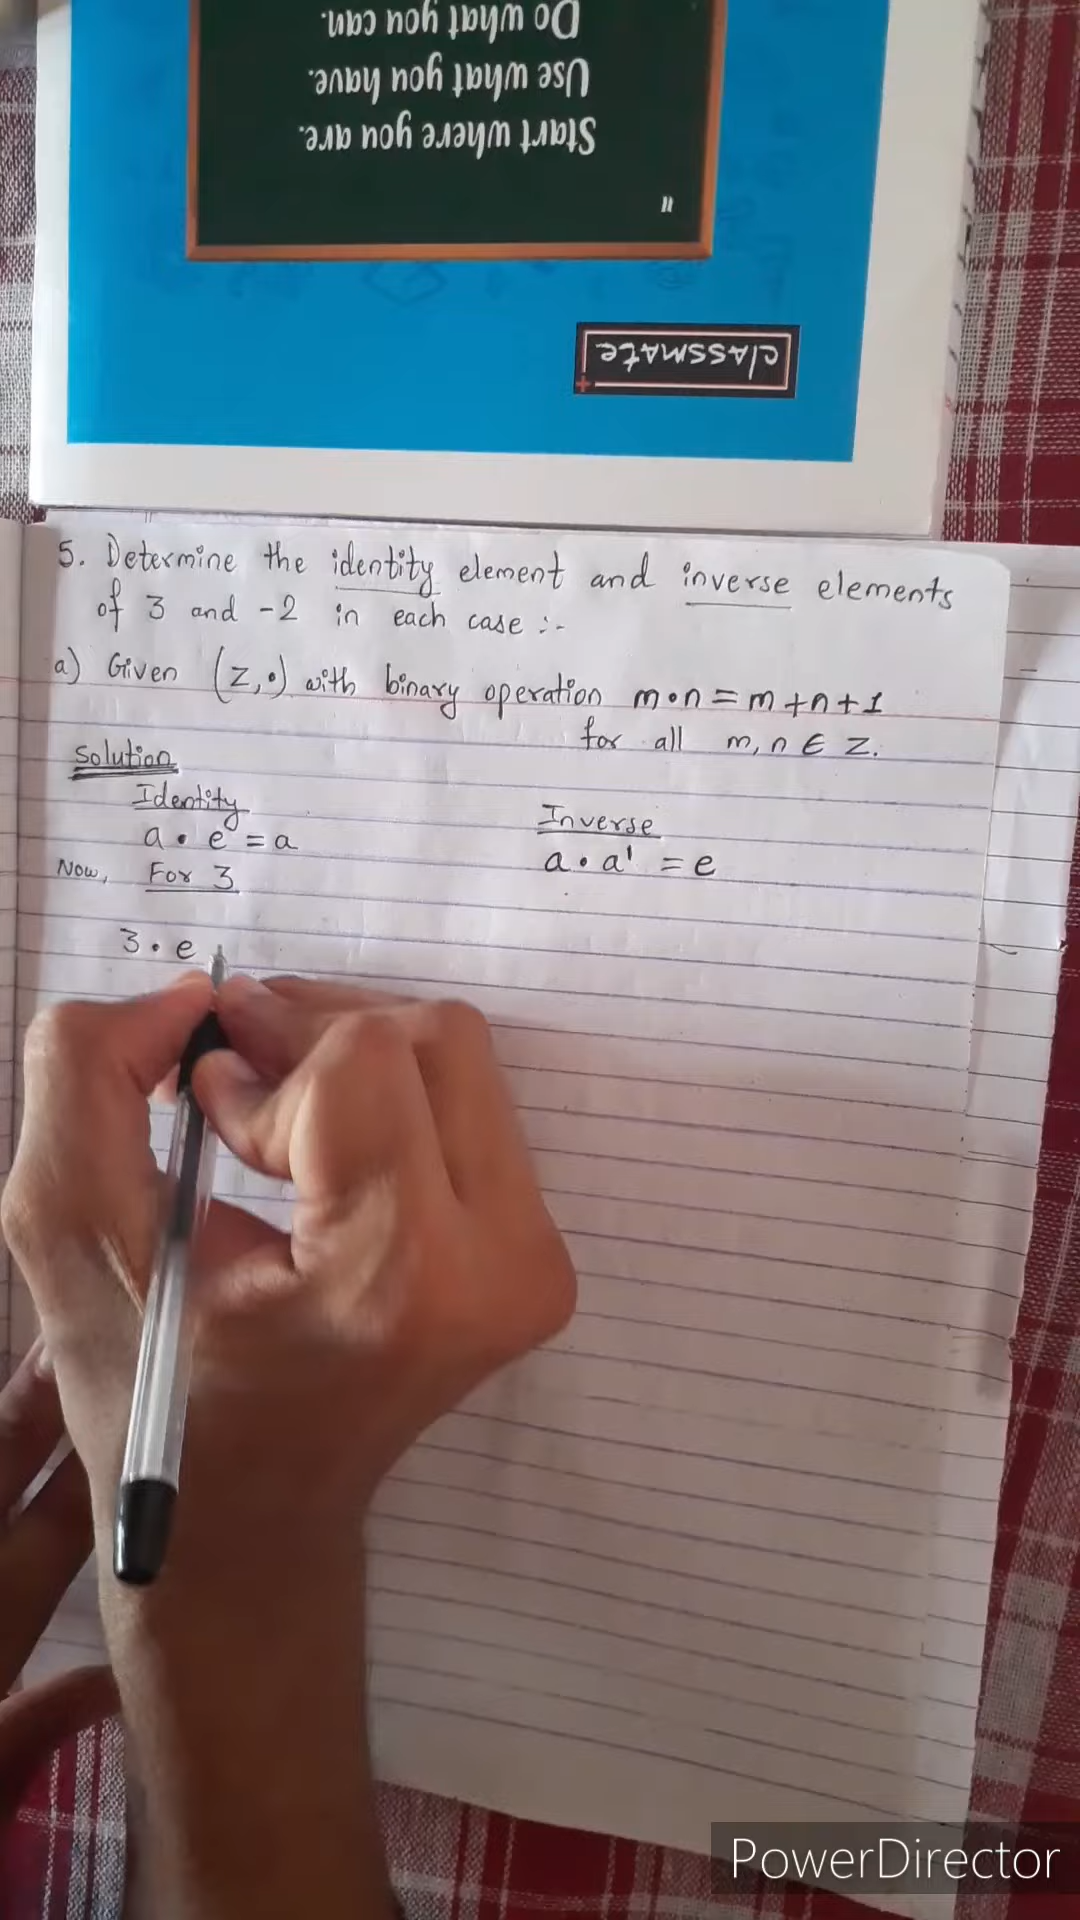 Do what you can.
Use what you have.
Start where you are.
"
classmate
5. Determine the identity element and inverse elements
of 3 and -2 in each case :-
a) Given (Z,•) with binary operation m•n = m+n+1
for all m, n ∈ Z.
Solution
Identity
a • e = a
Inverse
a • a' = e
Now, For 3
3 • e
PowerDirector